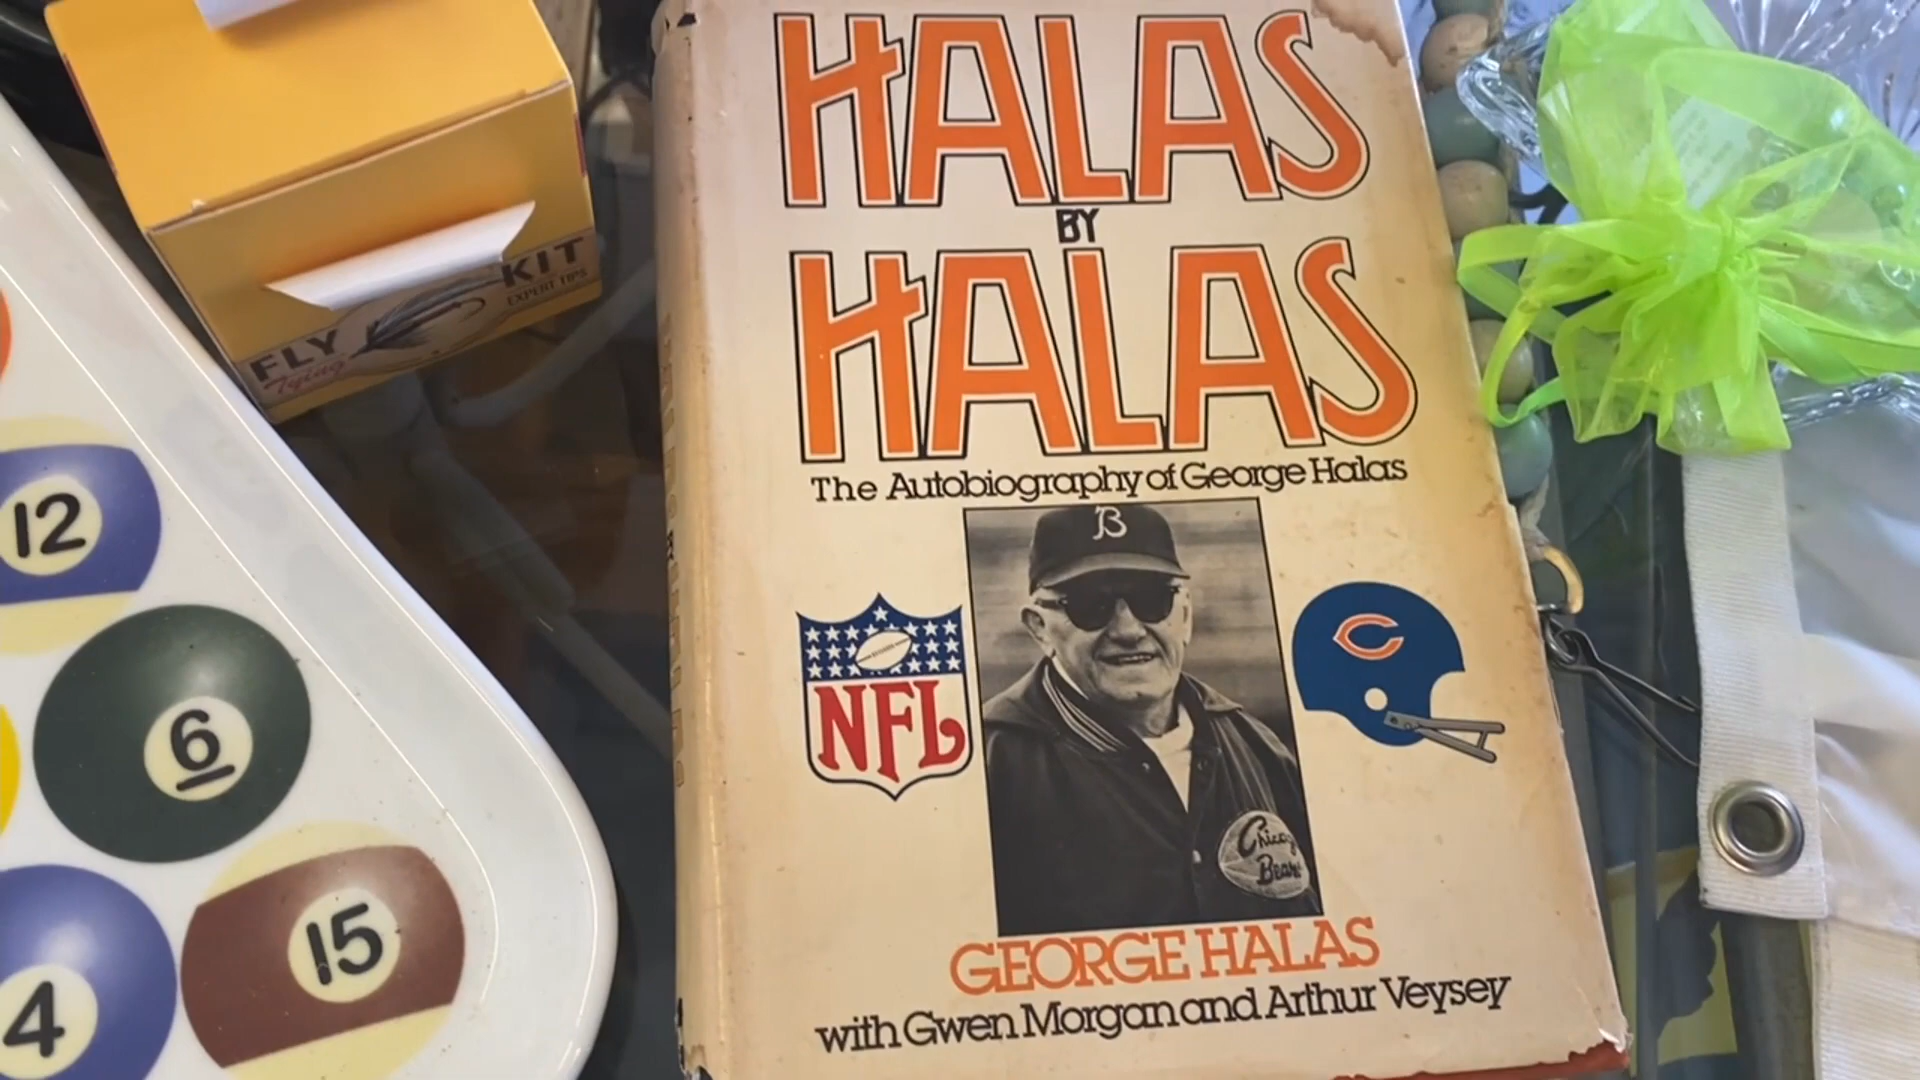 HALAS
BY
HALAS
The Autobiography of George Halas
B
NFL
C
Chicago
Bears
GEORGE HALAS
with Gwen Morgan and Arthur Veysey
FLY KIT
Tying
EXPERT TIPS
12
6
15
4